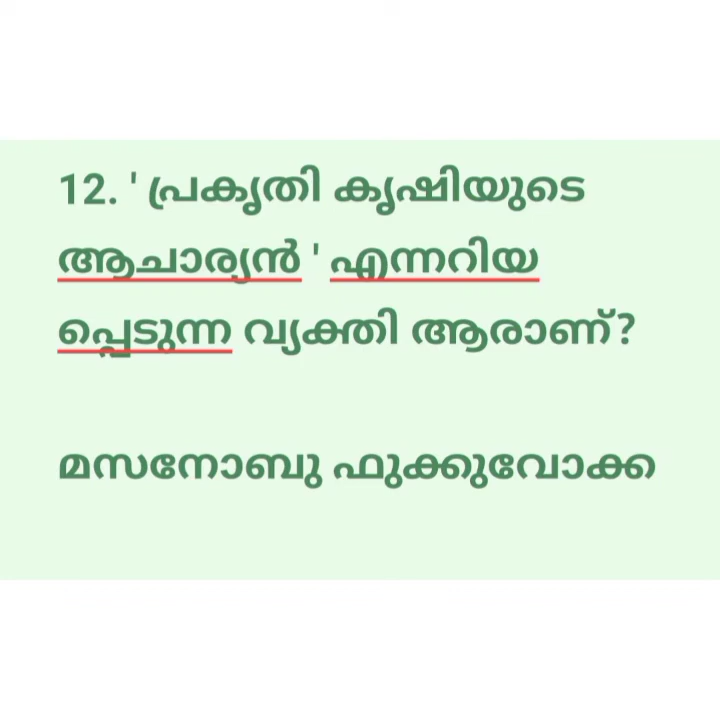 12. ' പ്രകൃതി കൃഷിയുടെ
ആചാര്യൻ ' എന്നറിയ
പ്പെടുന്ന വ്യക്തി ആരാണ്?
മസനോബു ഫുക്കുവോക്ക